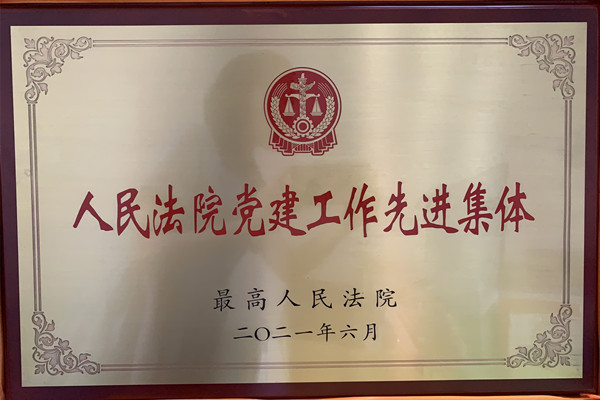 人民法院党建工作先进集体
最高人民法院
二〇二一年六月